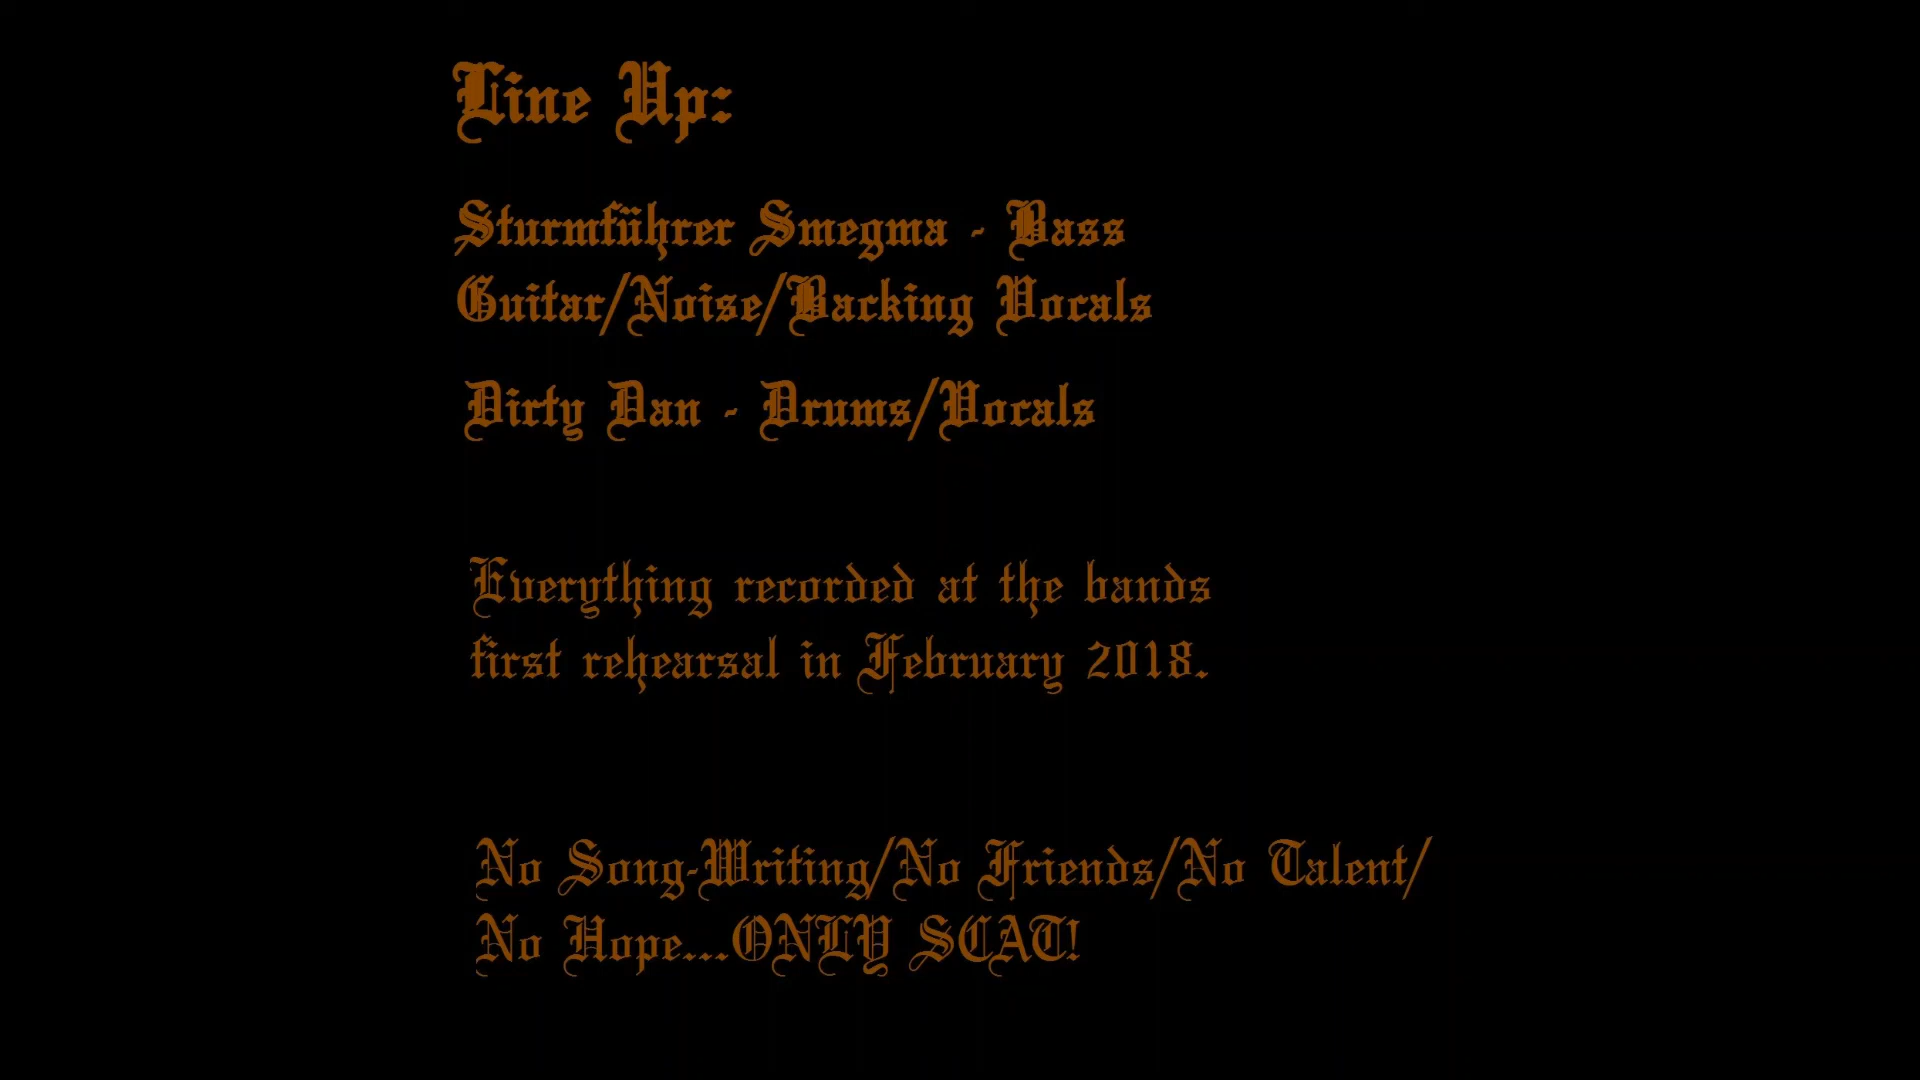 Line Up:
Sturmführer Smegma - Bass
Guitar/Noise/Backing Vocals
Dirty Dan - Drums/Vocals
Everything recorded at the bands
first rehearsal in February 2018.
No Song-Writing/No Friends/No Talent/
No Hope...ONLY SCAT!